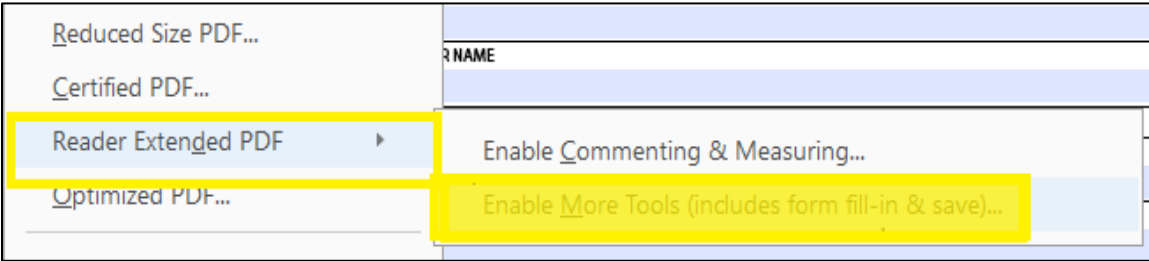 Reduced Size PDF...
R NAME
Certified PDF...
Reader Extended PDF
Enable Commenting & Measuring...
Optimized PDF...
Enable More Tools (includes form fill-in & save)...